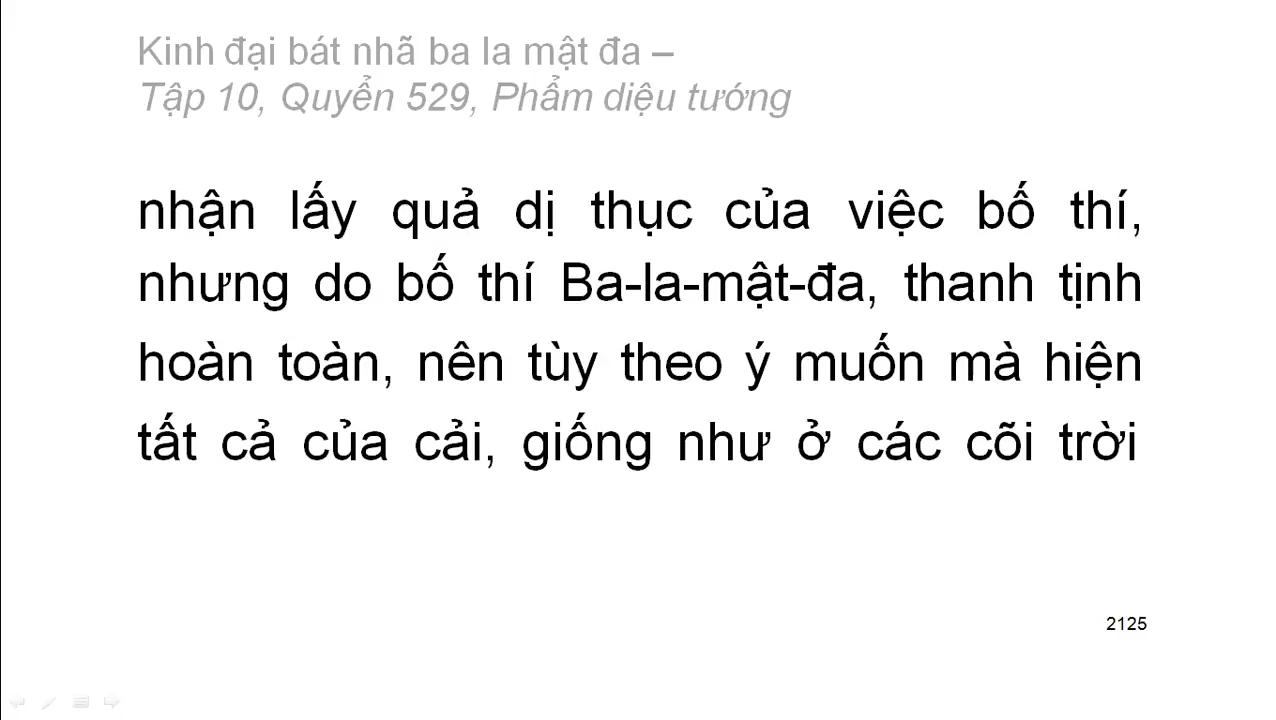 Kinh đại bát nhã ba la mật đa –
Tập 10, Quyển 529, Phẩm diệu tướng
nhận lấy quả dị thục của việc bố thí,
nhưng do bố thí Ba-la-mật-đa, thanh tịnh
hoàn toàn, nên tùy theo ý muốn mà hiện
tất cả của cải, giống như ở các cõi trời
2125